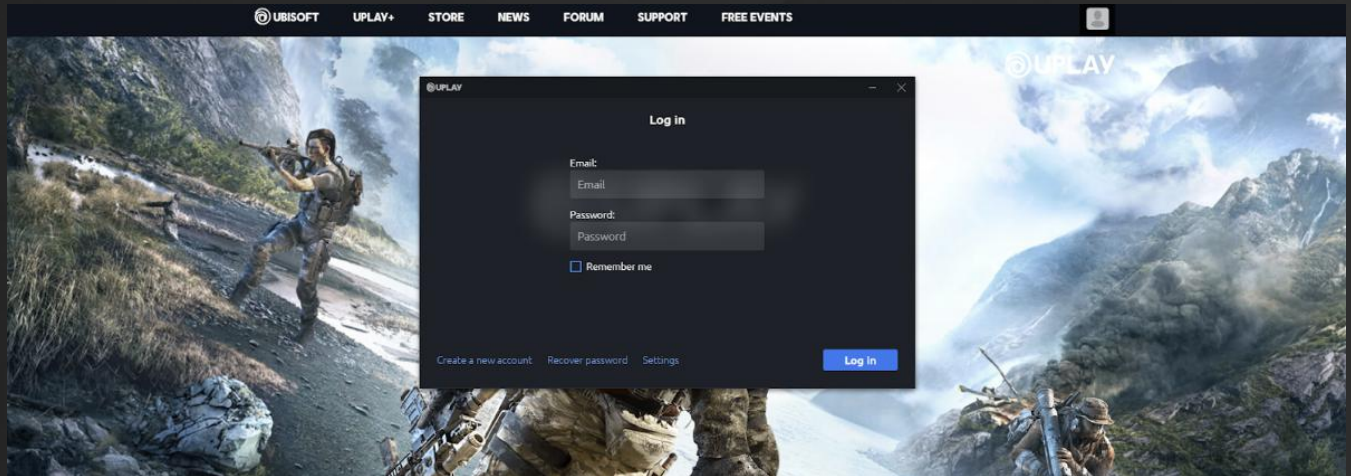 UBISOFT UPLAY+ STORE NEWS FORUM SUPPORT FREE EVENTS
UPLAY
UPLAY
Log in
Email:
Email
Password:
Password
Remember me
Create a new account Recover password Settings Log in